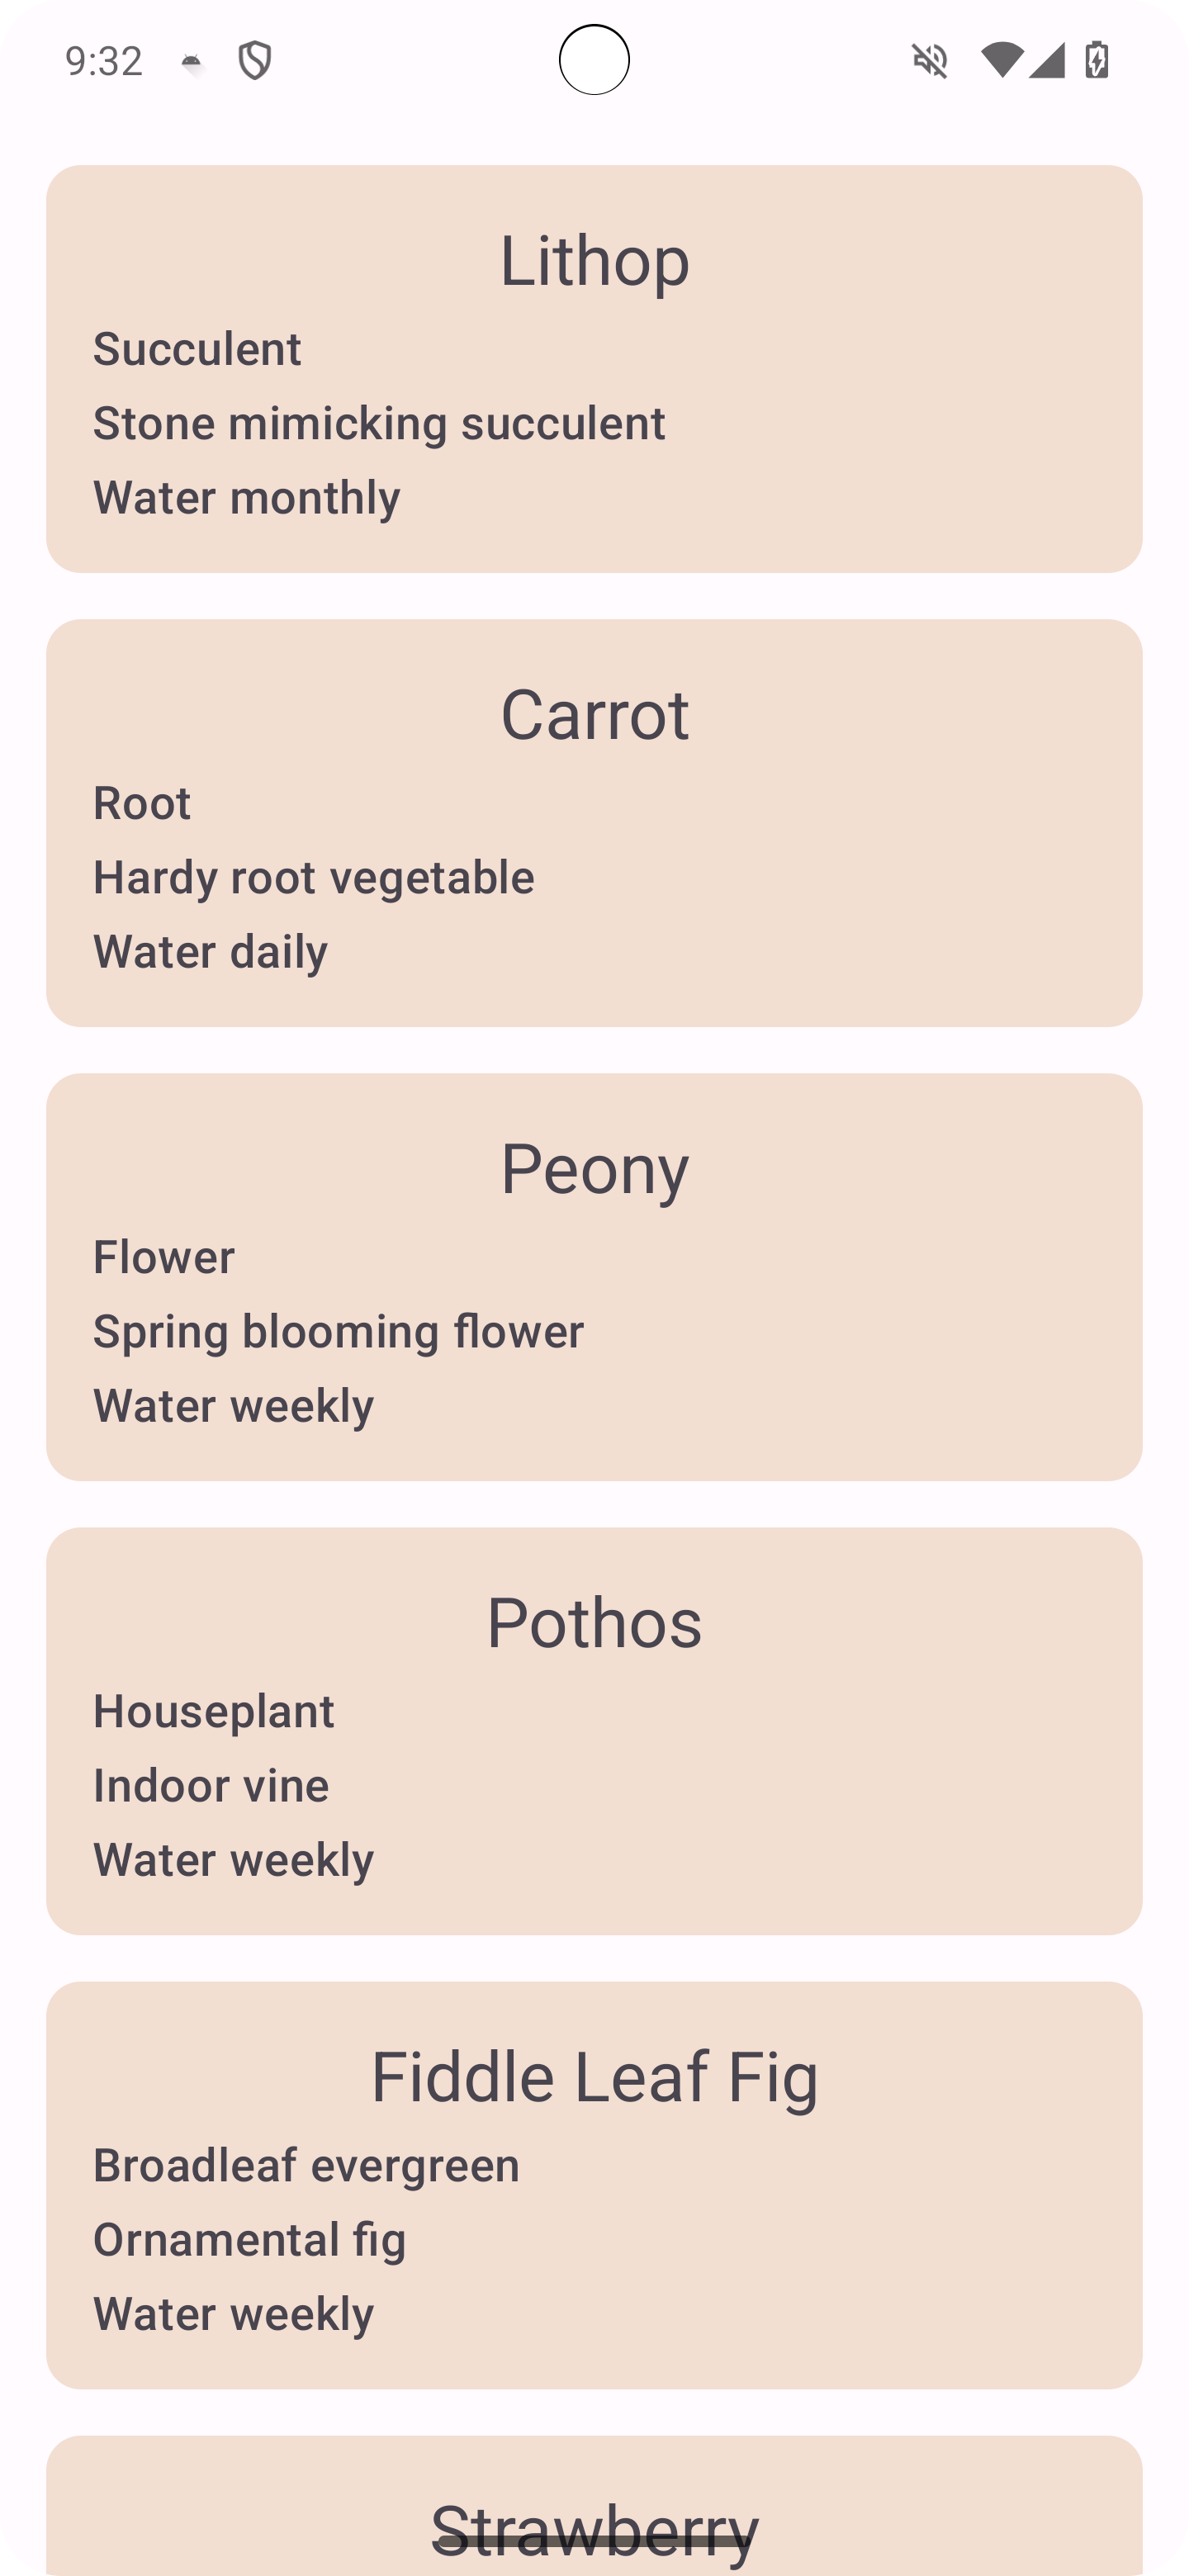 9:32
Lithop
Succulent
Stone mimicking succulent
Water monthly
Carrot
Root
Hardy root vegetable
Water daily
Peony
Flower
Spring blooming flower
Water weekly
Pothos
Houseplant
Indoor vine
Water weekly
Fiddle Leaf Fig
Broadleaf evergreen
Ornamental fig
Water weekly
Strawberry